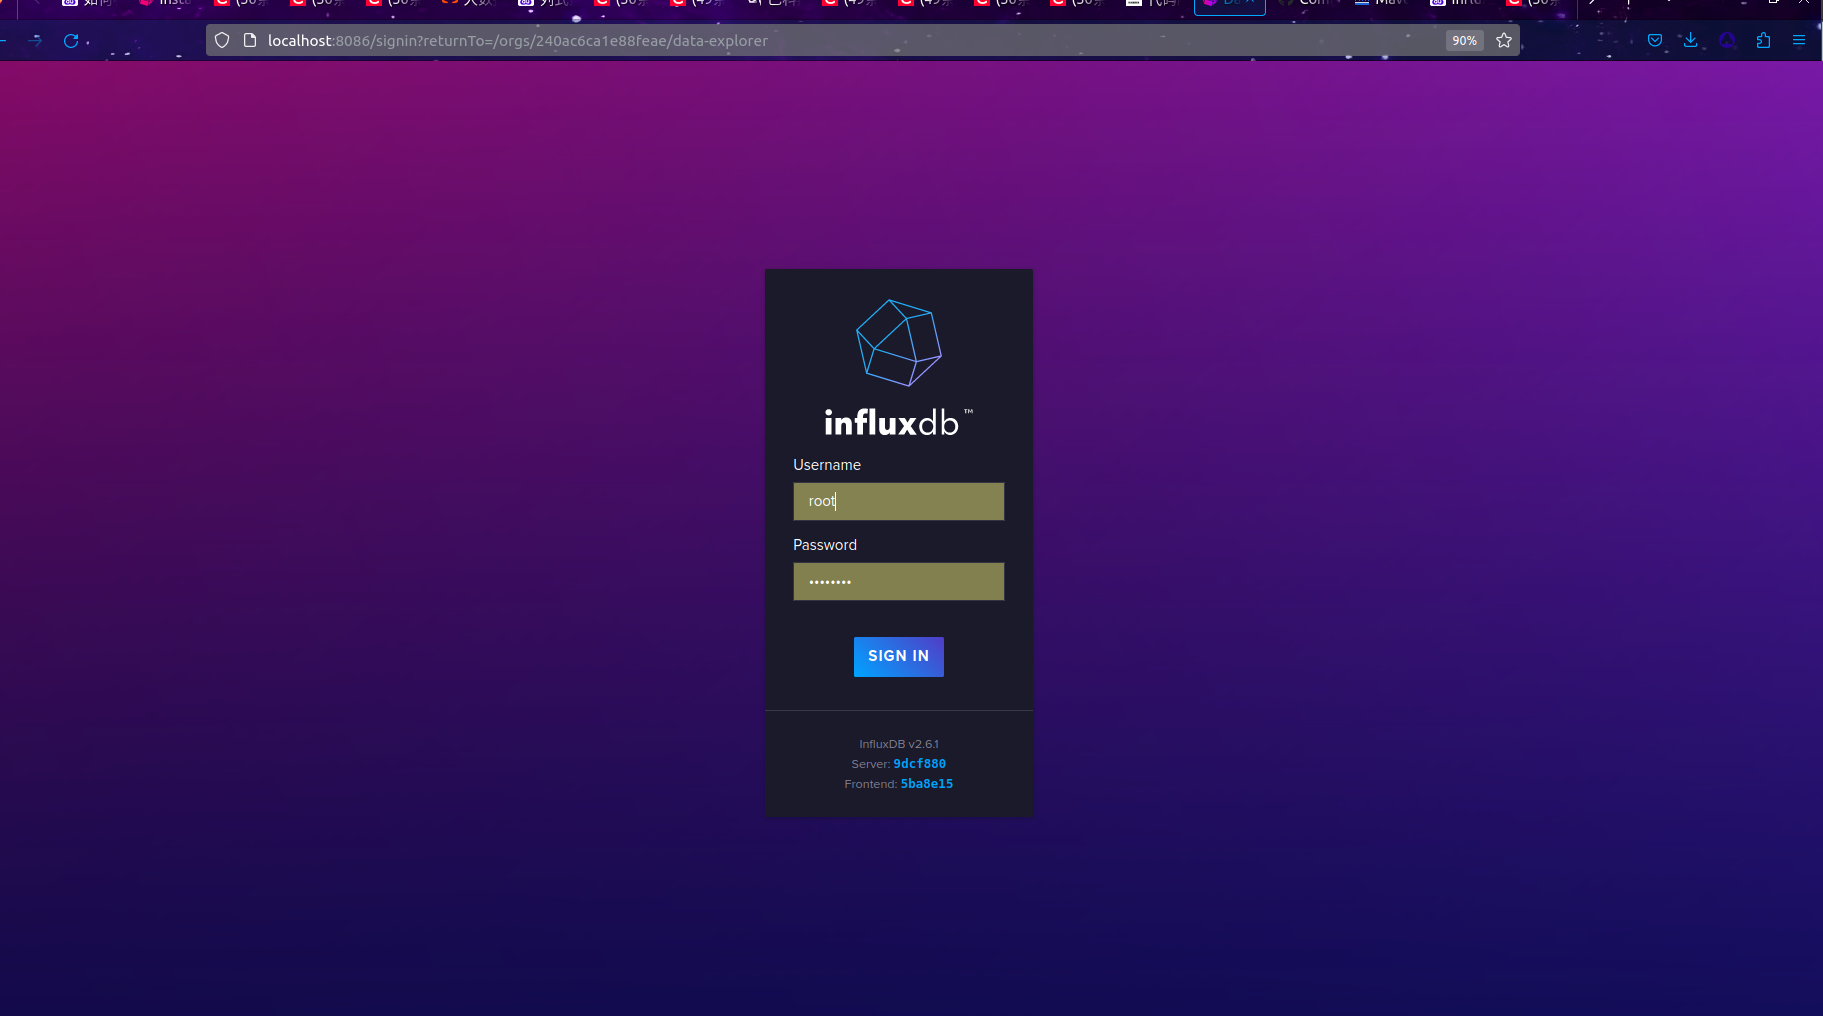 localhost:8086/signin?returnTo=/orgs/240ac6ca1e88feae/data-explorer
90%
influxdb™
Username
root
Password
••••••••
SIGN IN
InfluxDB v2.6.1
Server: 9dcf880
Frontend: 5ba8e15